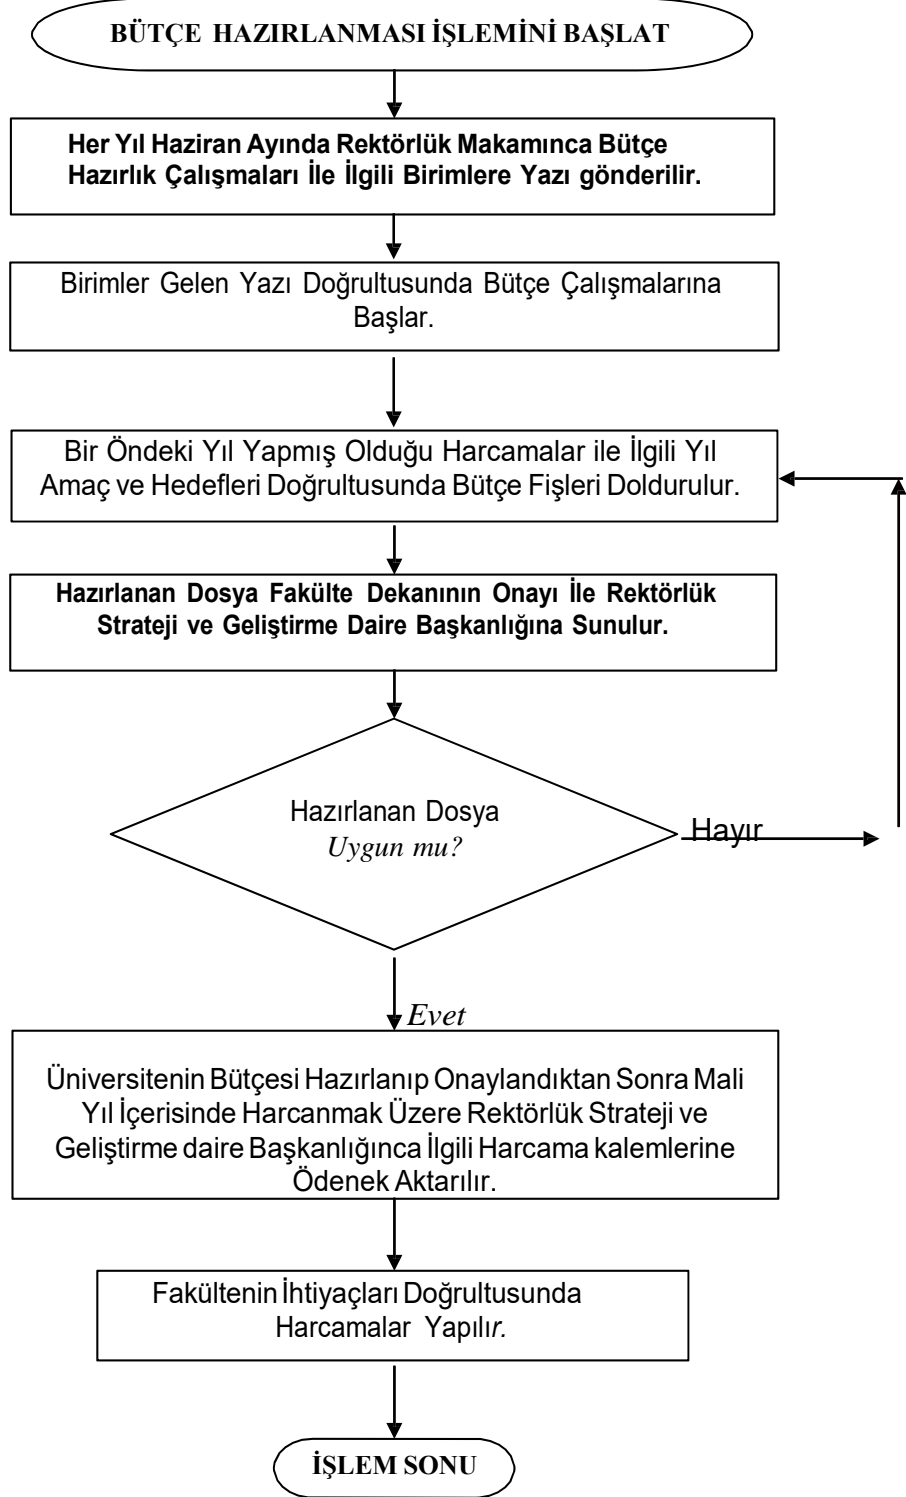 BÜTÇE HAZIRLANMASI İŞLEMİNİ BAŞLAT
Her Yıl Haziran Ayında Rektörlük Makamınca Bütçe
Hazırlık Çalışmaları İle İlgili Birimlere Yazı gönderilir.
Birimler Gelen Yazı Doğrultusunda Bütçe Çalışmalarına
Başlar.
Bir Öndeki Yıl Yapmış Olduğu Harcamalar ile İlgili Yıl
Amaç ve Hedefleri Doğrultusunda Bütçe Fişleri Doldurulur.
Hazırlanan Dosya Fakülte Dekanının Onayı İle Rektörlük
Strateji ve Geliştirme Daire Başkanlığına Sunulur.
Hazırlanan Dosya
Uygun mu?
Hayır
Evet
Üniversitenin Bütçesi Hazırlanıp Onaylandıktan Sonra Mali
Yıl İçerisinde Harcanmak Üzere Rektörlük Strateji ve
Geliştirme daire Başkanlığınca İlgili Harcama kalemlerine
Ödenek Aktarılır.
Fakültenin İhtiyaçları Doğrultusunda
Harcamalar Yapılır.
İŞLEM SONU